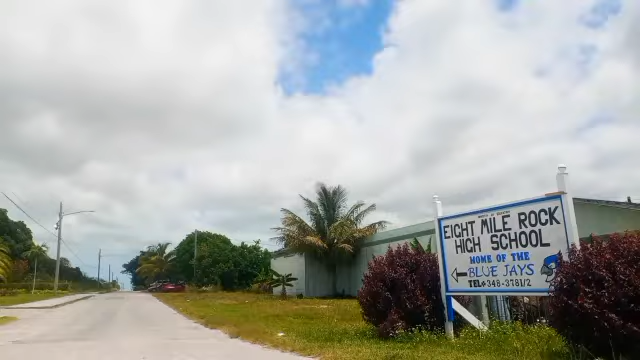 EIGHT MILE ROCK
HIGH SCHOOL
HOME OF THE
BLUE JAYS
TEL# 348-3781/2